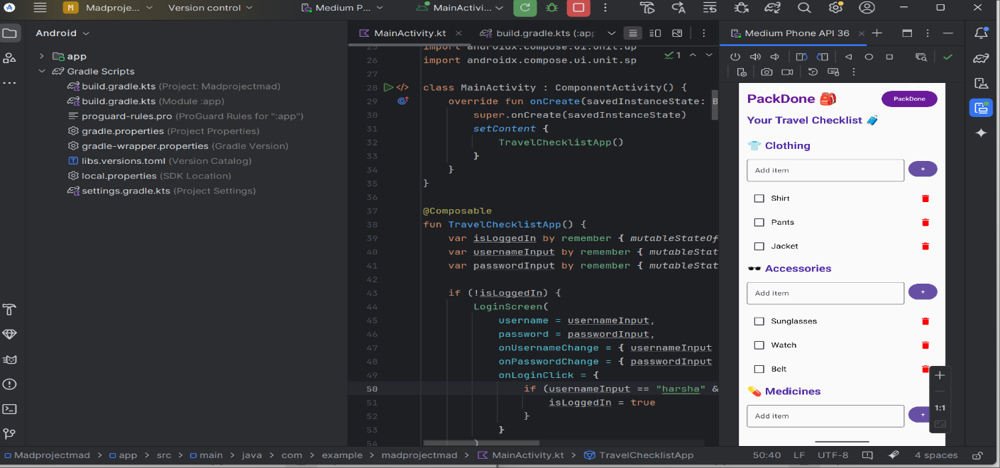 M Madproje... Version control Medium P... MainActivi...
Android
app
Gradle Scripts
build.gradle.kts (Project: Madprojectmad)
build.gradle.kts (Module :app)
proguard-rules.pro (ProGuard Rules for ":app")
gradle.properties (Project Properties)
gradle-wrapper.properties (Gradle Version)
libs.versions.toml (Version Catalog)
local.properties (SDK Location)
settings.gradle.kts (Project Settings)
MainActivity.kt build.gradle.kts (:app
1
25 import androidx.compose.ui.unit.dp
26 import androidx.compose.ui.unit.sp
27
28 class MainActivity : ComponentActivity() {
29 override fun onCreate(savedInstanceState: B
30 super.onCreate(savedInstanceState)
31 setContent {
32 TravelChecklistApp()
33 }
34 }
35 }
36
37 @Composable
38 fun TravelChecklistApp() {
39 var isLoggedIn by remember { mutableStateOf
40 var usernameInput by remember { mutableStat
41 var passwordInput by remember { mutableStat
42
43 if (!isLoggedIn) {
44 LoginScreen(
45 username = usernameInput,
46 password = passwordInput,
47 onUsernameChange = { usernameInput
48 onPasswordChange = { passwordInput
49 onLoginClick = {
50 if (usernameInput == "harsha" &
51 isLoggedIn = true
52 }
53 }
54 )
Medium Phone API 36
PackDone 🎒 PackDone
Your Travel Checklist 🧳
👕 Clothing
Add item +
Shirt
Pants
Jacket
🕶️ Accessories
Add item +
Sunglasses
Watch
Belt
💊 Medicines
Add item +
1:1
Madprojectmad > app > src > main > java > com > example > madprojectmad > MainActivity.kt > TravelChecklistApp 50:40 LF UTF-8 4 spaces